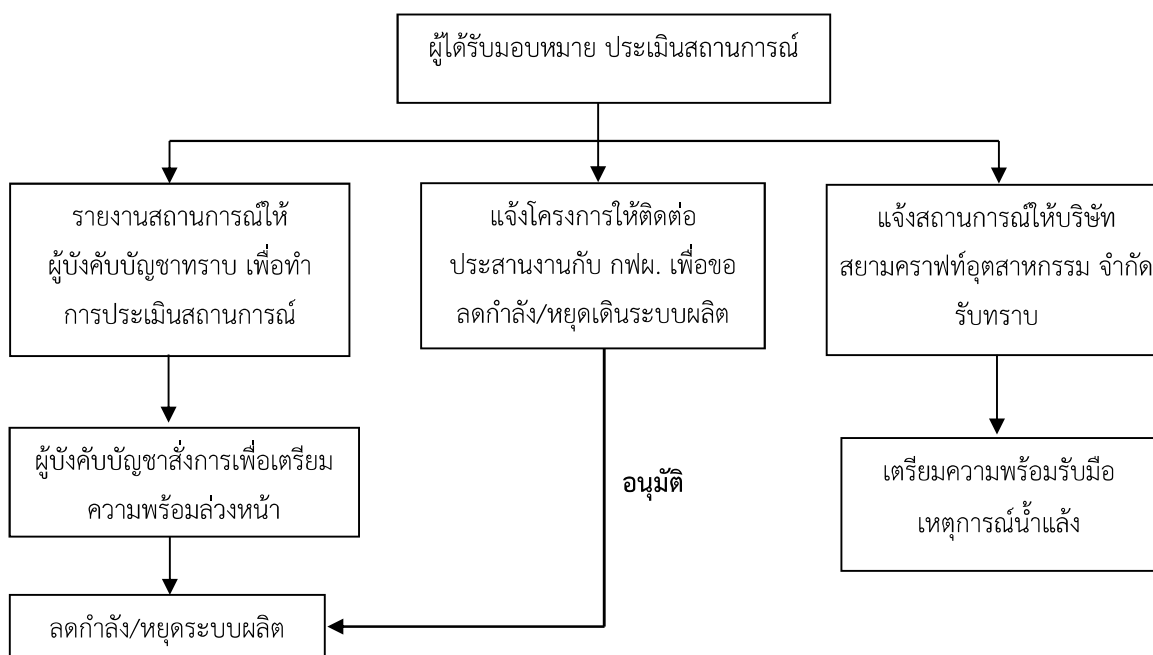 ผู้ได้รับมอบหมาย ประเมินสถานการณ์
รายงานสถานการณ์ให้
ผู้บังคับบัญชาทราบ เพื่อทำ
การประเมินสถานการณ์
แจ้งโครงการให้ติดต่อ
ประสานงานกับ กฟผ. เพื่อขอ
ลดกำลัง/หยุดเดินระบบผลิต
แจ้งสถานการณ์ให้บริษัท
สยามคราฟท์อุตสาหกรรม จำกัด
รับทราบ
ผู้บังคับบัญชาสั่งการเพื่อเตรียม
ความพร้อมล่วงหน้า
อนุมัติ
เตรียมความพร้อมรับมือ
เหตุการณ์น้ำแล้ง
ลดกำลัง/หยุดระบบผลิต